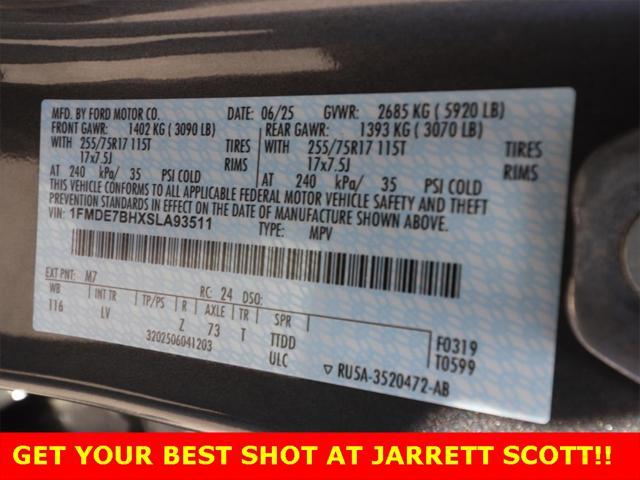 MFD. BY FORD MOTOR CO. DATE: 06/25 GVWR: 2685 KG ( 5920 LB)
FRONT GAWR: 1402 KG ( 3090 LB) REAR GAWR: 1393 KG ( 3070 LB)
WITH 255/75R17 115T TIRES WITH 255/75R17 115T TIRES
17x7.5J RIMS 17x7.5J RIMS
AT 240 kPa/ 35 PSI COLD AT 240 kPa/ 35 PSI COLD
THIS VEHICLE CONFORMS TO ALL APPLICABLE FEDERAL MOTOR VEHICLE SAFETY AND THEFT
PREVENTION STANDARDS IN EFFECT ON THE DATE OF MANUFACTURE SHOWN ABOVE.
VIN: 1FMDE7BHXSLA93511 TYPE: MPV
EXT PNT: M7 RC: 24 DSO:
WB INT TR TP/PS R AXLE TR SPR
116 LV Z 73 T TTDD
3202506041203 ULC
F0319
T0599
▽ RU5A-3520472-AB
GET YOUR BEST SHOT AT JARRETT SCOTT!!